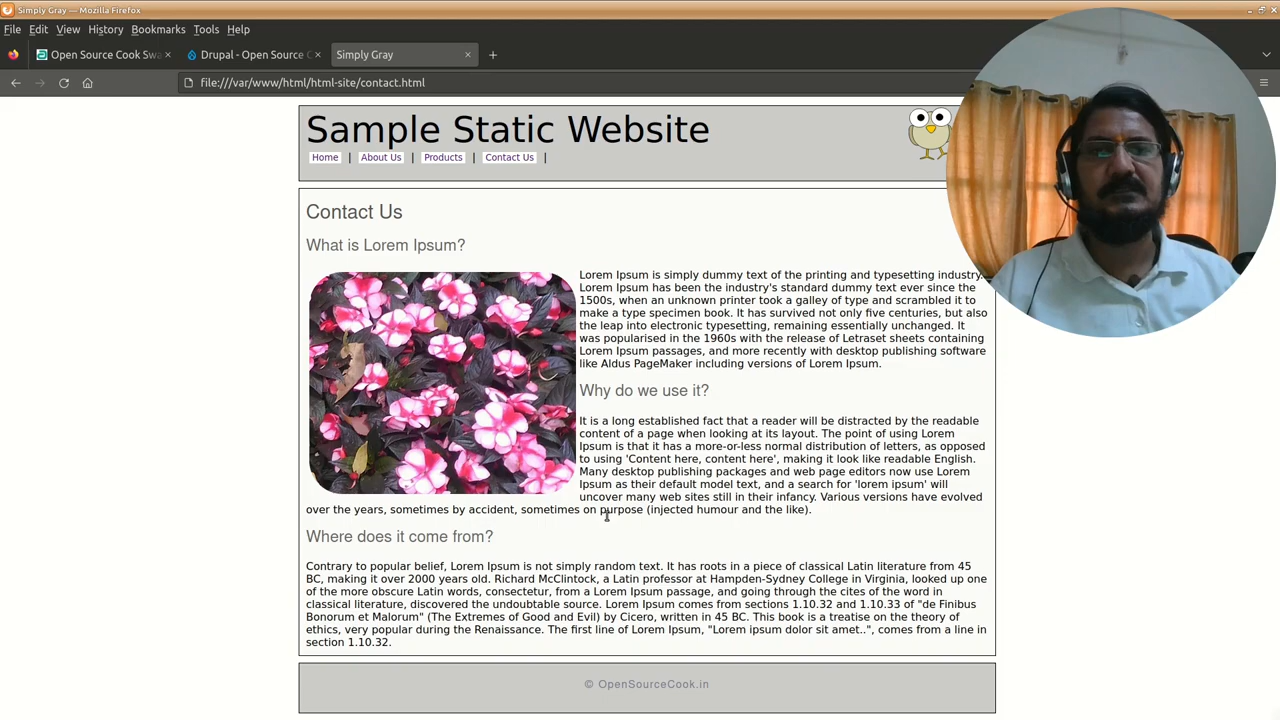 Simply Gray — Mozilla Firefox
File Edit View History Bookmarks Tools Help
Open Source Cook Swa
Drupal - Open Source C
Simply Gray
file:///var/www/html/html-site/contact.html
Sample Static Website
Home | About Us | Products | Contact Us |
Contact Us
What is Lorem Ipsum?
Lorem Ipsum is simply dummy text of the printing and typesetting industry.
Lorem Ipsum has been the industry's standard dummy text ever since the
1500s, when an unknown printer took a galley of type and scrambled it to
make a type specimen book. It has survived not only five centuries, but also
the leap into electronic typesetting, remaining essentially unchanged. It
was popularised in the 1960s with the release of Letraset sheets containing
Lorem Ipsum passages, and more recently with desktop publishing software
like Aldus PageMaker including versions of Lorem Ipsum.
Why do we use it?
It is a long established fact that a reader will be distracted by the readable
content of a page when looking at its layout. The point of using Lorem
Ipsum is that it has a more-or-less normal distribution of letters, as opposed
to using 'Content here, content here', making it look like readable English.
Many desktop publishing packages and web page editors now use Lorem
Ipsum as their default model text, and a search for 'lorem ipsum' will
uncover many web sites still in their infancy. Various versions have evolved
over the years, sometimes by accident, sometimes on purpose (injected humour and the like).
Where does it come from?
Contrary to popular belief, Lorem Ipsum is not simply random text. It has roots in a piece of classical Latin literature from 45
BC, making it over 2000 years old. Richard McClintock, a Latin professor at Hampden-Sydney College in Virginia, looked up one
of the more obscure Latin words, consectetur, from a Lorem Ipsum passage, and going through the cites of the word in
classical literature, discovered the undoubtable source. Lorem Ipsum comes from sections 1.10.32 and 1.10.33 of "de Finibus
Bonorum et Malorum" (The Extremes of Good and Evil) by Cicero, written in 45 BC. This book is a treatise on the theory of
ethics, very popular during the Renaissance. The first line of Lorem Ipsum, "Lorem ipsum dolor sit amet..", comes from a line in
section 1.10.32.
© OpenSourceCook.in